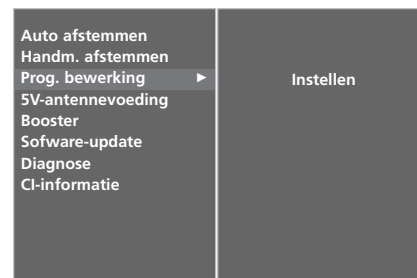 Auto afstemmen
Handm. afstemmen
Prog. bewerking ►
Instellen
5V-antennevoeding
Booster
Sofware-update
Diagnose
CI-informatie